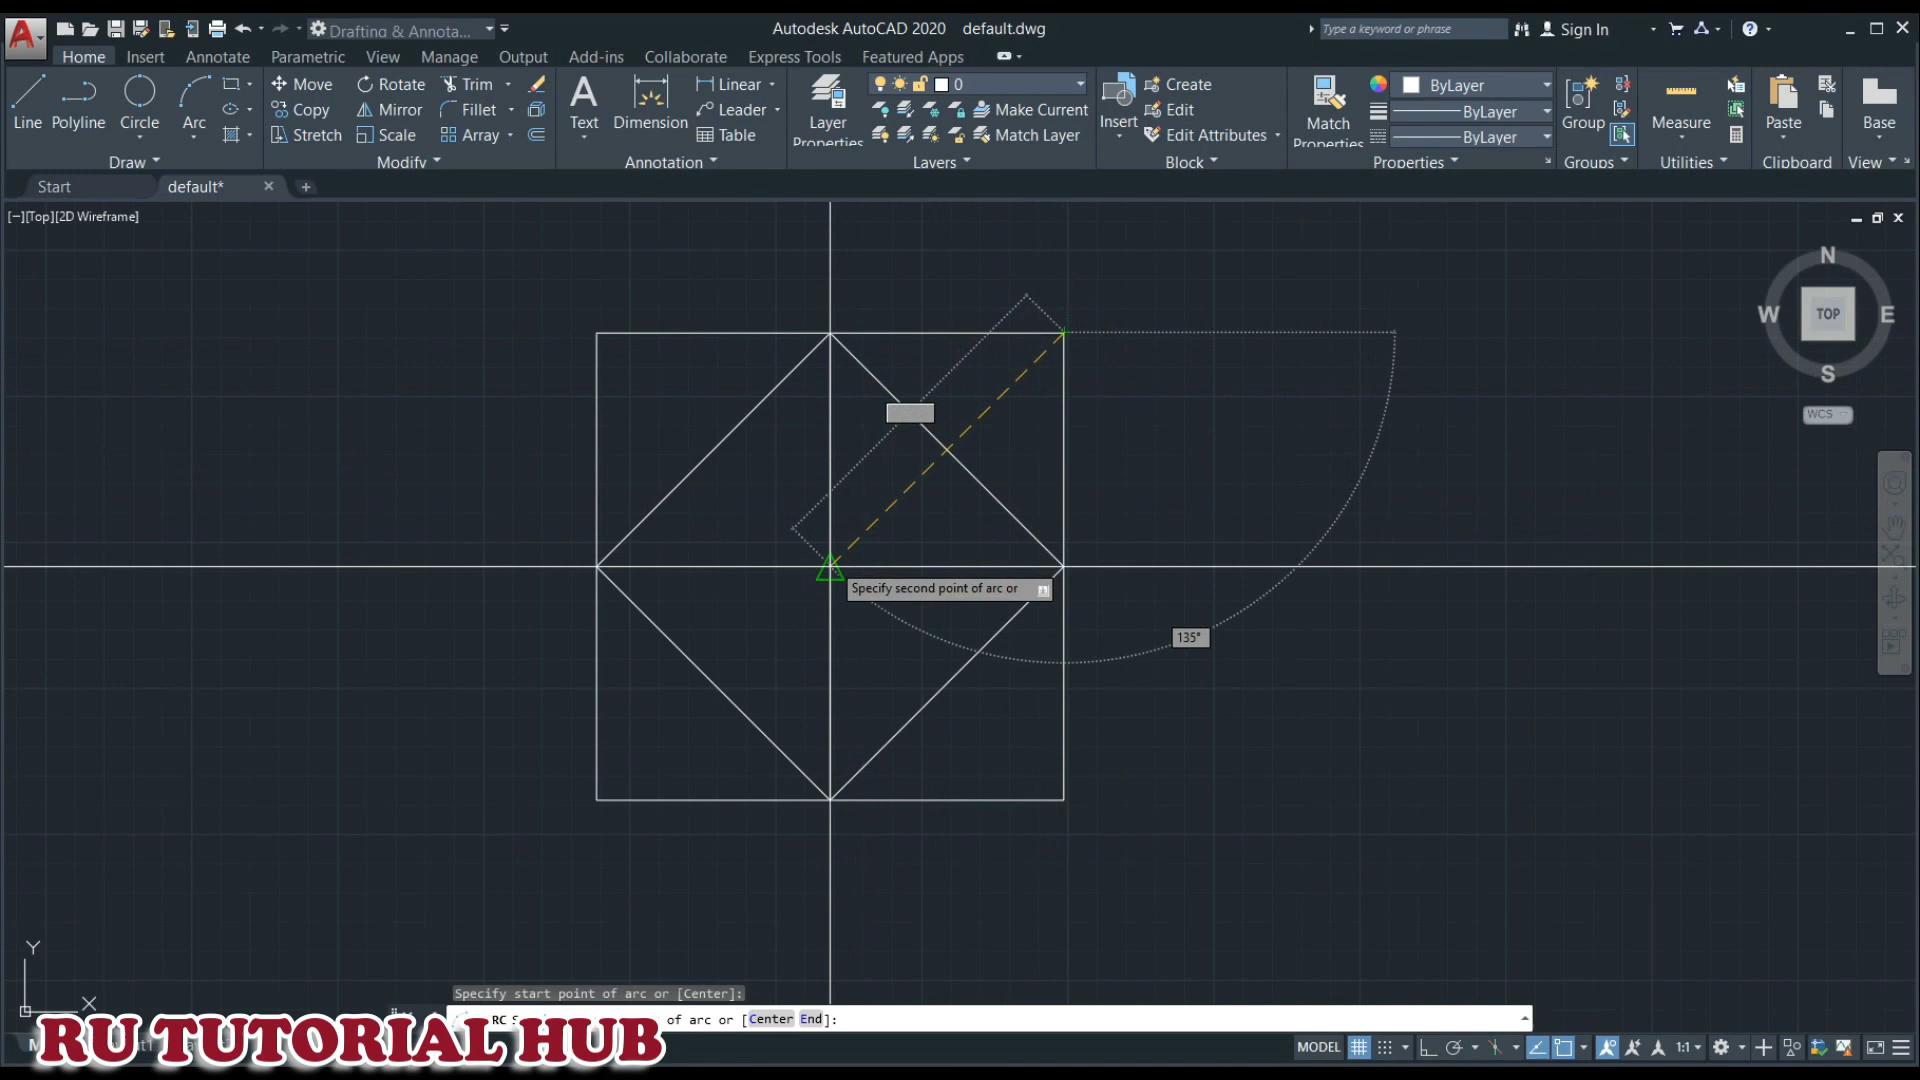 Drafting & Annota...
Autodesk AutoCAD 2020 default.dwg
Type a keyword or phrase
Sign In
Home Insert Annotate Parametric View Manage Output Add-ins Collaborate Express Tools Featured Apps
Line Polyline Circle Arc
Move Rotate Trim
Copy Mirror Fillet
Stretch Scale Array
Text Dimension
Linear
Leader
Table
Layer Properties
0
Make Current
Match Layer
Insert
Create
Edit
Edit Attributes
Match Properties
ByLayer
ByLayer
ByLayer
Group
Measure
Paste
Base
Draw Modify Annotation Layers Block Properties Groups Utilities Clipboard View
Start default*
[−][Top][2D Wireframe]
N
W TOP E
S
WCS
Specify second point of arc or
135°
Y
X
Specify start point of arc or [Center]:
of arc or [Center End]:
RU TUTORIAL HUB
MODEL 1:1